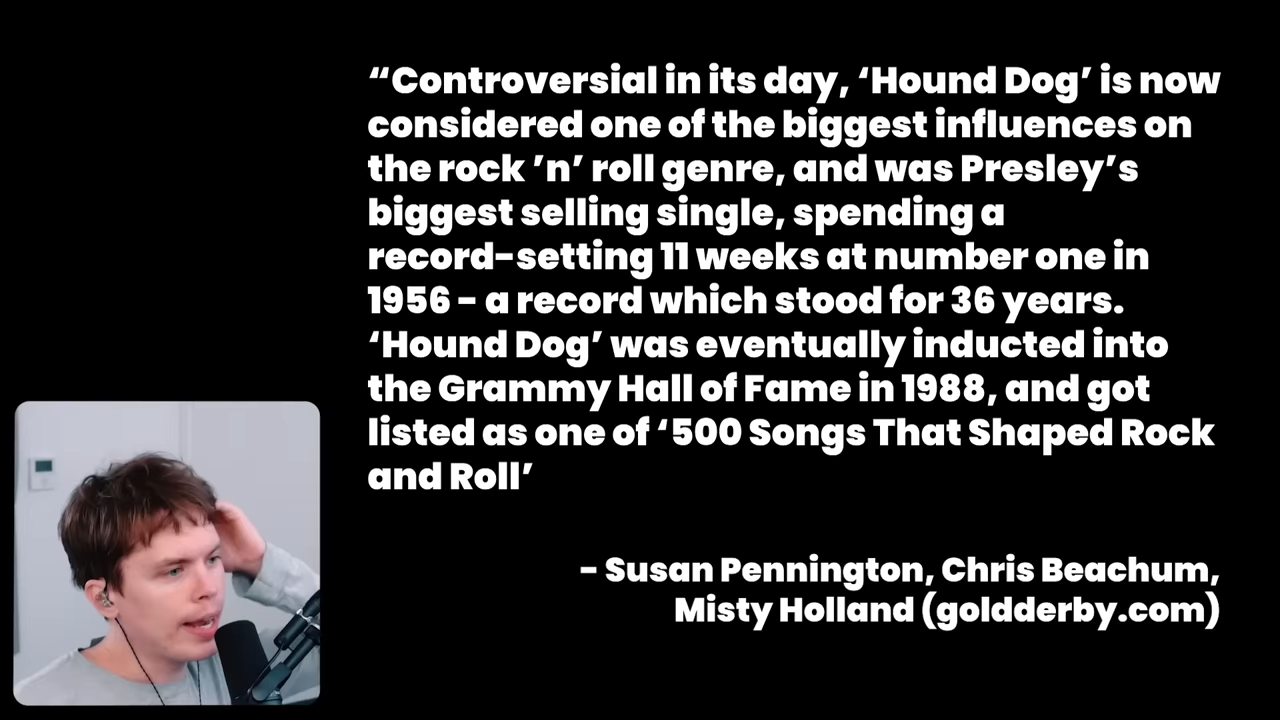 “Controversial in its day, ‘Hound Dog’ is now
considered one of the biggest influences on
the rock ’n’ roll genre, and was Presley’s
biggest selling single, spending a
record-setting 11 weeks at number one in
1956 - a record which stood for 36 years.
‘Hound Dog’ was eventually inducted into
the Grammy Hall of Fame in 1988, and got
listed as one of ‘500 Songs That Shaped Rock
and Roll’
- Susan Pennington, Chris Beachum,
Misty Holland (goldderby.com)